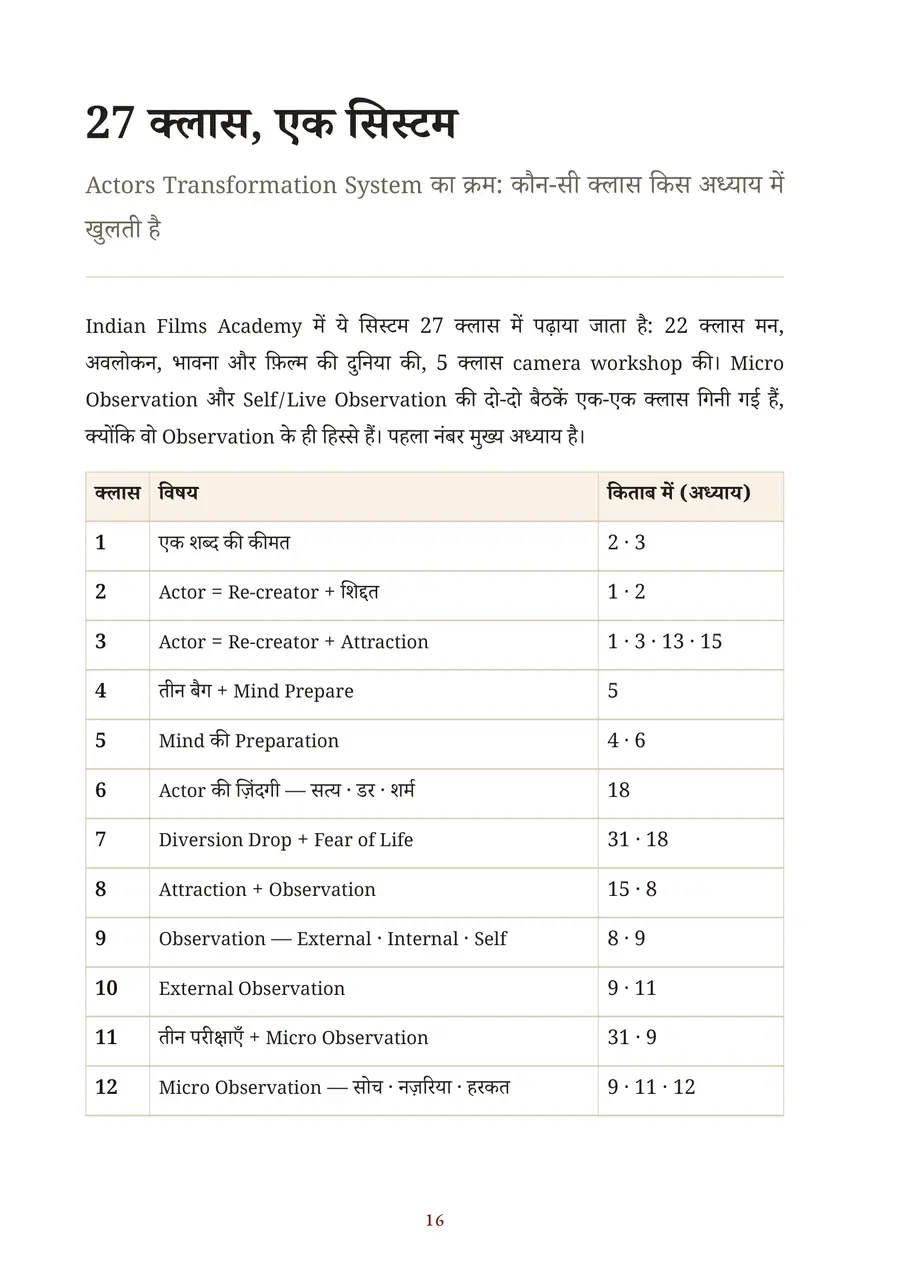 27 क्लास, एक सिस्टम
Actors Transformation System का क्रम: कौन-सी क्लास किस अध्याय में
खुलती है
Indian Films Academy में ये सिस्टम 27 क्लास में पढ़ाया जाता है: 22 क्लास मन,
अवलोकन, भावना और फ़िल्म की दुनिया की, 5 क्लास camera workshop की। Micro
Observation और Self/Live Observation की दो-दो बैठकें एक-एक क्लास गिनी गई हैं,
क्योंकि वो Observation के ही हिस्से हैं। पहला नंबर मुख्य अध्याय है।
क्लास विषय किताब में (अध्याय)
1 एक शब्द की कीमत 2 · 3
2 Actor = Re-creator + शिद्दत 1 · 2
3 Actor = Re-creator + Attraction 1 · 3 · 13 · 15
4 तीन बैग + Mind Prepare 5
5 Mind की Preparation 4 · 6
6 Actor की ज़िंदगी — सत्य · डर · शर्म 18
7 Diversion Drop + Fear of Life 31 · 18
8 Attraction + Observation 15 · 8
9 Observation — External · Internal · Self 8 · 9
10 External Observation 9 · 11
11 तीन परीक्षाएँ + Micro Observation 31 · 9
12 Micro Observation — सोच · नज़रिया · हरकत 9 · 11 · 12
16